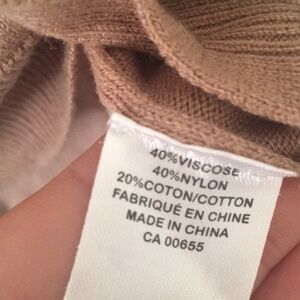 40%VISCOSE
40%NYLON
20%COTON/COTTON
FABRIQUÉ EN CHINE
MADE IN CHINA
CA 00655